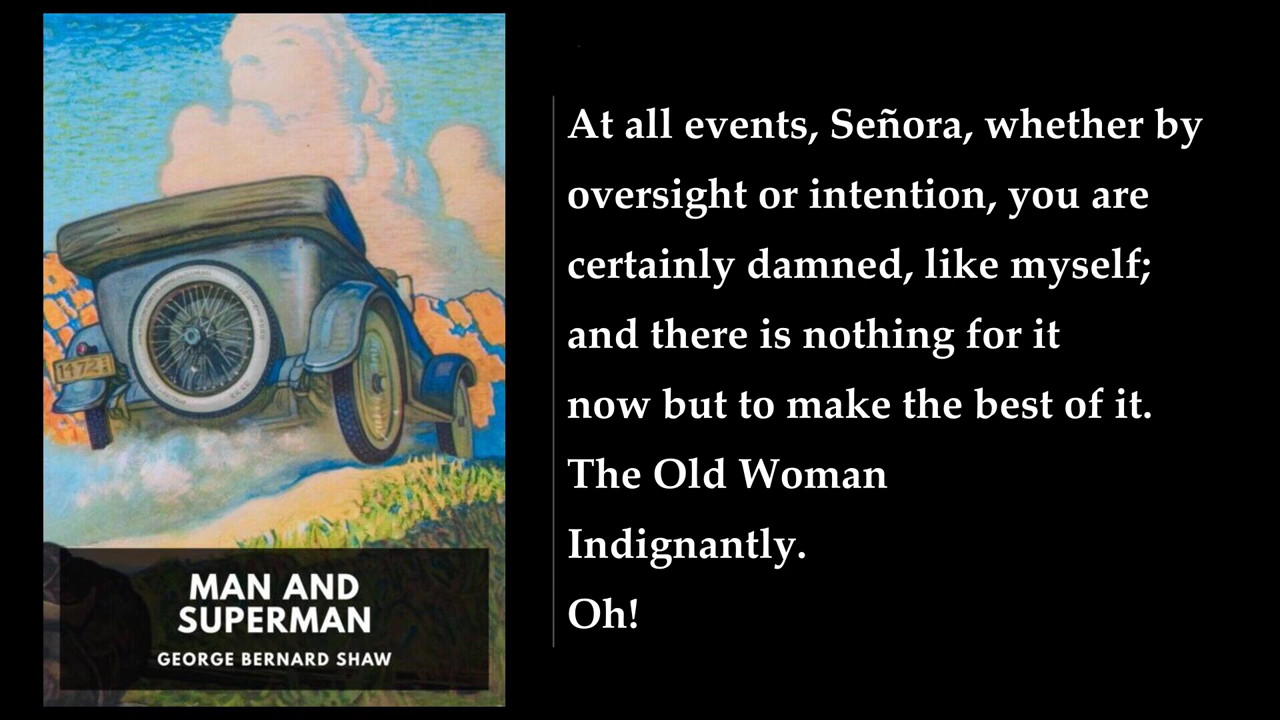 At all events, Señora, whether by
oversight or intention, you are
certainly damned, like myself;
and there is nothing for it
now but to make the best of it.
The Old Woman
Indignantly.
Oh!
1472
MAN AND
SUPERMAN
GEORGE BERNARD SHAW